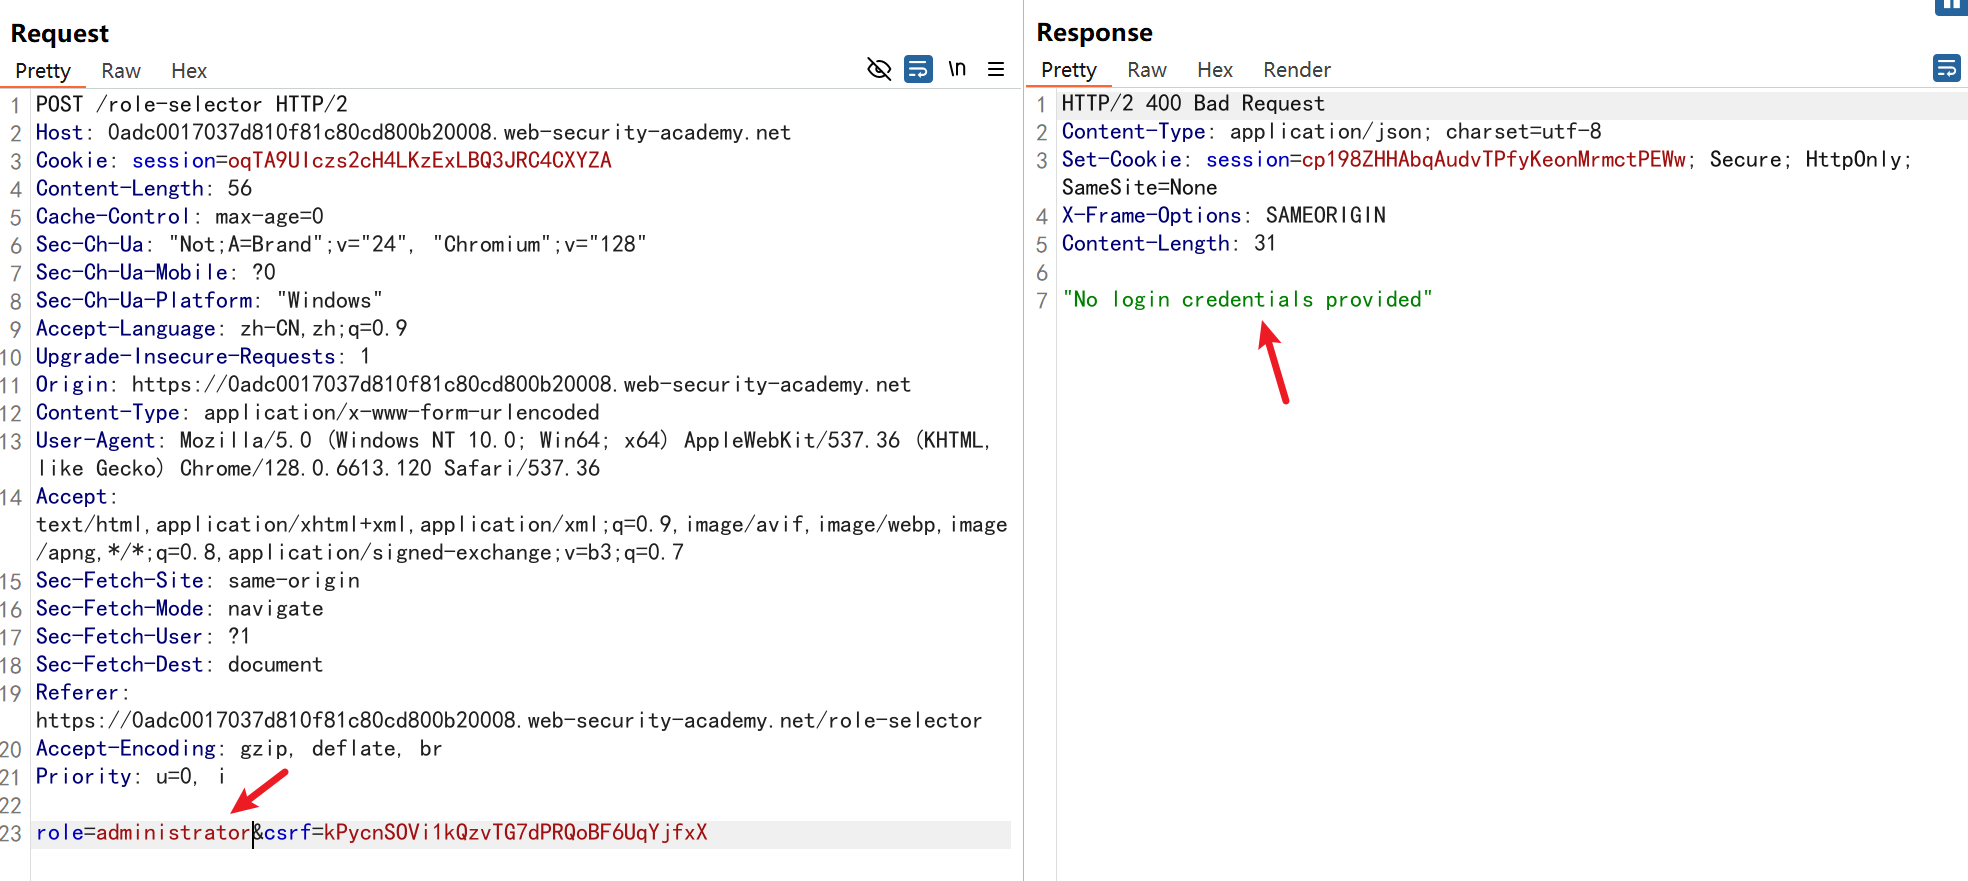 Request
Pretty Raw Hex
\n
1 POST /role-selector HTTP/2
2 Host: 0adc0017037d810f81c80cd800b20008.web-security-academy.net
3 Cookie: session=oqTA9UIczs2cH4LKzExLBQ3JRC4CXYZA
4 Content-Length: 56
5 Cache-Control: max-age=0
6 Sec-Ch-Ua: "Not;A=Brand";v="24", "Chromium";v="128"
7 Sec-Ch-Ua-Mobile: ?0
8 Sec-Ch-Ua-Platform: "Windows"
9 Accept-Language: zh-CN,zh;q=0.9
10 Upgrade-Insecure-Requests: 1
11 Origin: https://0adc0017037d810f81c80cd800b20008.web-security-academy.net
12 Content-Type: application/x-www-form-urlencoded
13 User-Agent: Mozilla/5.0 (Windows NT 10.0; Win64; x64) AppleWebKit/537.36 (KHTML,
like Gecko) Chrome/128.0.6613.120 Safari/537.36
14 Accept:
text/html,application/xhtml+xml,application/xml;q=0.9,image/avif,image/webp,image
/apng,*/*;q=0.8,application/signed-exchange;v=b3;q=0.7
15 Sec-Fetch-Site: same-origin
16 Sec-Fetch-Mode: navigate
17 Sec-Fetch-User: ?1
18 Sec-Fetch-Dest: document
19 Referer:
https://0adc0017037d810f81c80cd800b20008.web-security-academy.net/role-selector
20 Accept-Encoding: gzip, deflate, br
21 Priority: u=0, i
22
23 role=administrator&csrf=kPycnSOVi1kQzvTG7dPRQoBF6UqYjfxX
Response
Pretty Raw Hex Render
1 HTTP/2 400 Bad Request
2 Content-Type: application/json; charset=utf-8
3 Set-Cookie: session=cp198ZHHAbqAudvTPfyKeonMrmctPEWw; Secure; HttpOnly;
SameSite=None
4 X-Frame-Options: SAMEORIGIN
5 Content-Length: 31
6
7 "No login credentials provided"